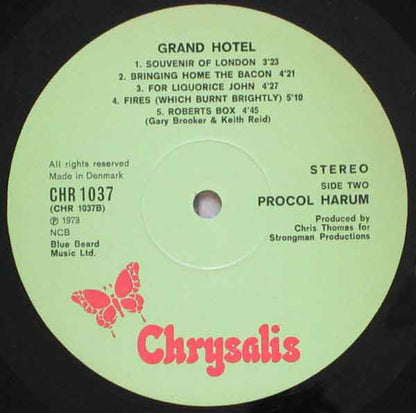 GRAND HOTEL
1. SOUVENIR OF LONDON 3'23
2. BRINGING HOME THE BACON 4'21
3. FOR LIQUORICE JOHN 4'27
4. FIRES (WHICH BURNT BRIGHTLY) 5'10
5. ROBERTS BOX 4'45
(Gary Brooker & Keith Reid)
All rights reserved
Made in Denmark
CHR 1037
(CHR 1037B)
℗ 1973
NCB
Blue Beard
Music Ltd.
STEREO
SIDE TWO
PROCOL HARUM
Produced by
Chris Thomas for
Strongman Productions
Chrysalis